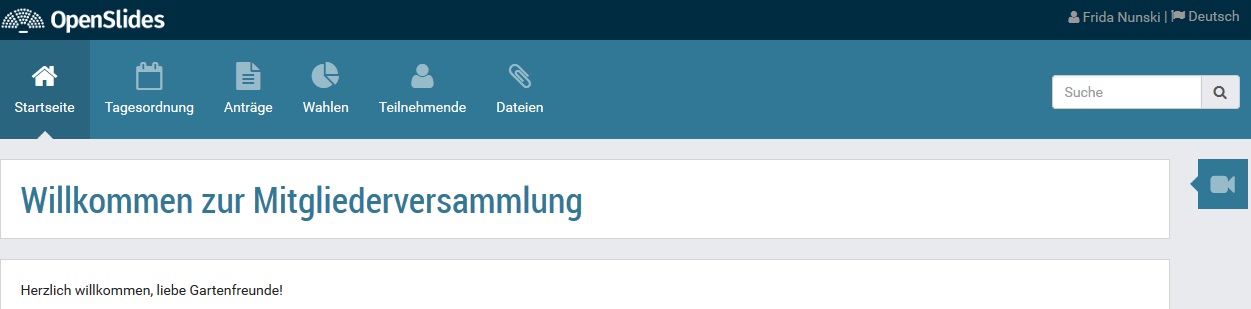 OpenSlides
Frida Nunski | Deutsch
Startseite Tagesordnung Anträge Wahlen Teilnehmende Dateien
Suche
Willkommen zur Mitgliederversammlung
Herzlich willkommen, liebe Gartenfreunde!